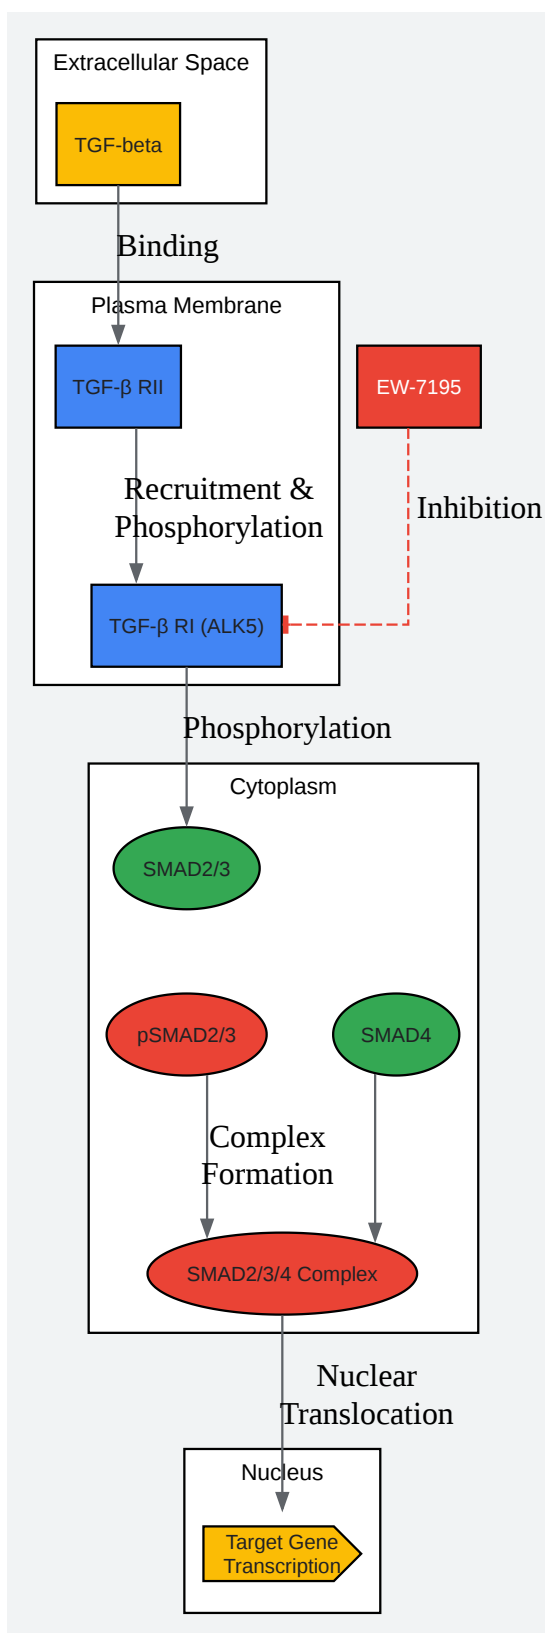 Extracellular Space
TGF-beta
Binding
Plasma Membrane
TGF-β RII
EW-7195
Recruitment &
Phosphorylation
Inhibition
TGF-β RI (ALK5)
Phosphorylation
Cytoplasm
SMAD2/3
pSMAD2/3
SMAD4
Complex
Formation
SMAD2/3/4 Complex
Nuclear
Translocation
Nucleus
Target Gene
Transcription